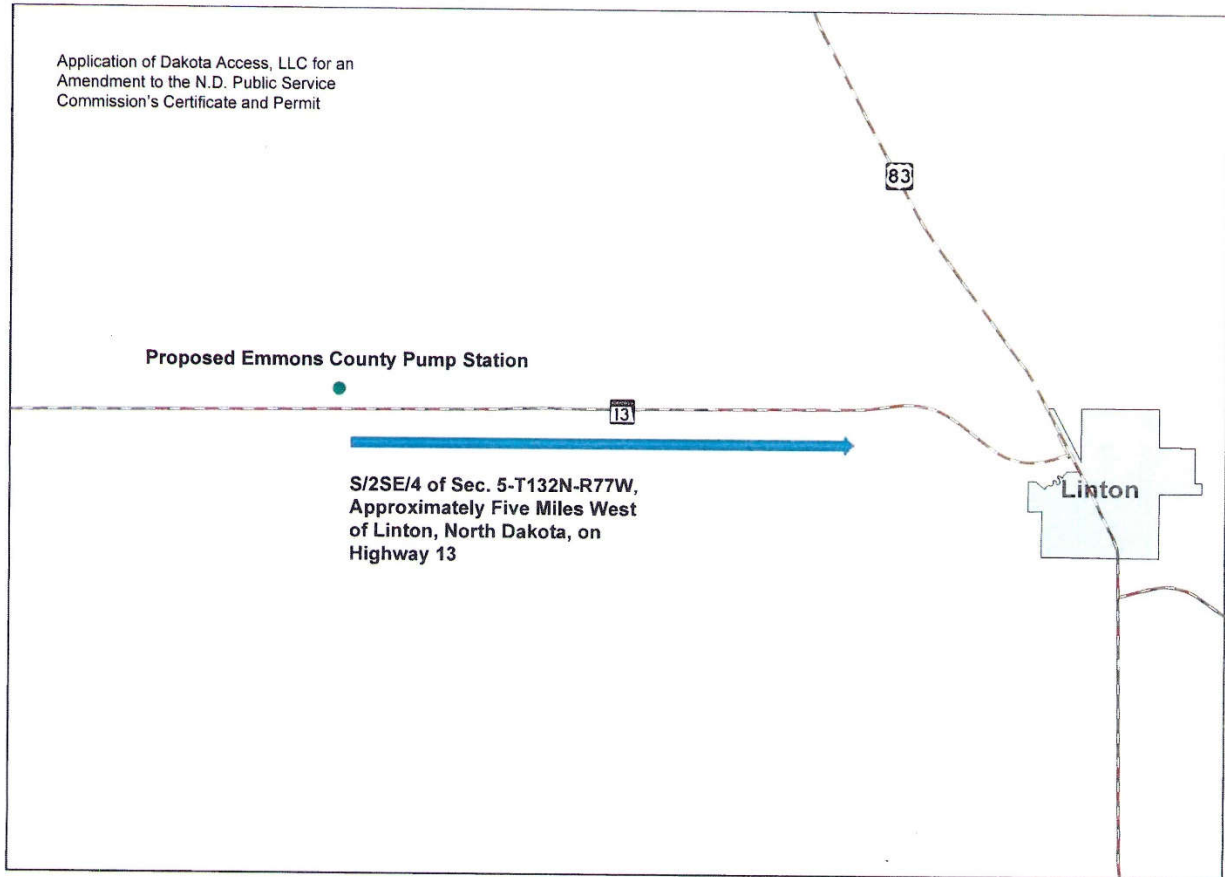 Application of Dakota Access, LLC for an
Amendment to the N.D. Public Service
Commission's Certificate and Permit
83
Proposed Emmons County Pump Station
13
S/2SE/4 of Sec. 5-T132N-R77W,
Approximately Five Miles West
of Linton, North Dakota, on
Highway 13
Linton